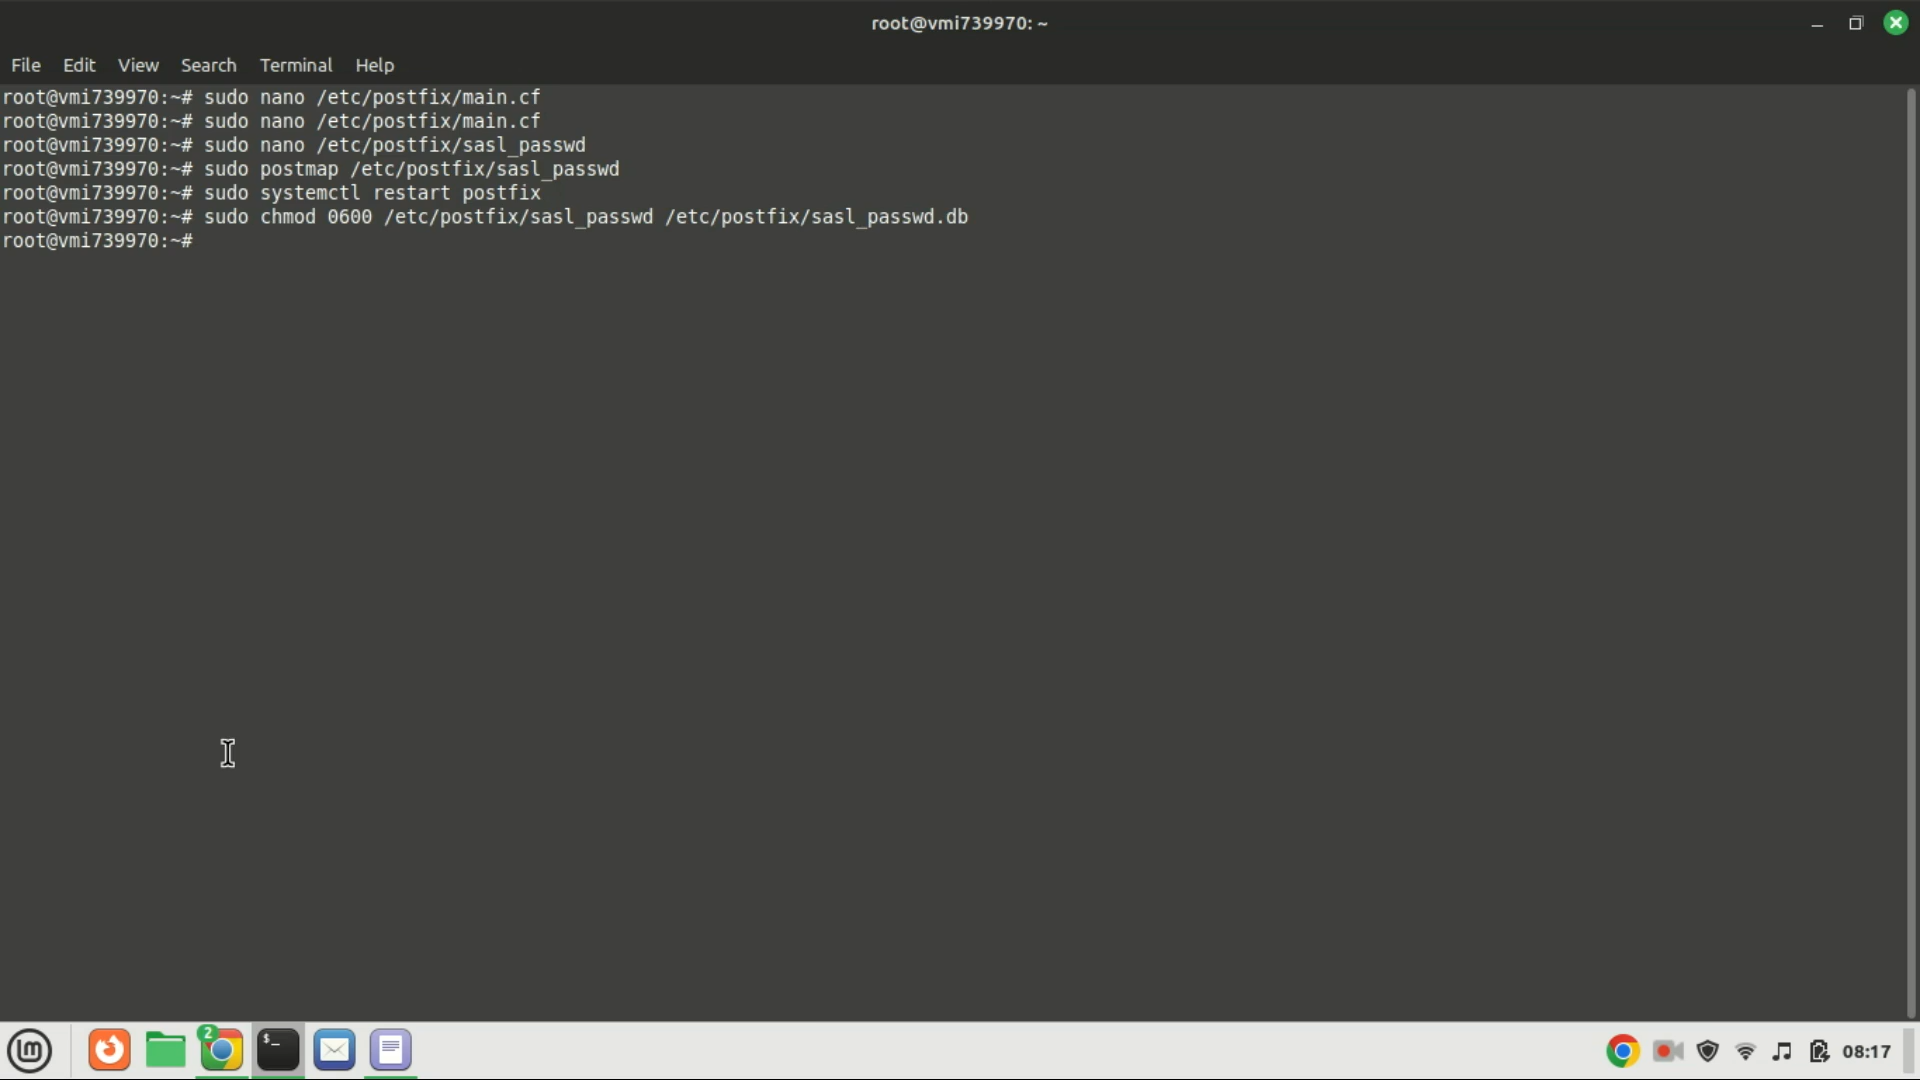 root@vmi739970: ~
File Edit View Search Terminal Help
root@vmi739970:~# sudo nano /etc/postfix/main.cf
root@vmi739970:~# sudo nano /etc/postfix/main.cf
root@vmi739970:~# sudo nano /etc/postfix/sasl_passwd
root@vmi739970:~# sudo postmap /etc/postfix/sasl_passwd
root@vmi739970:~# sudo systemctl restart postfix
root@vmi739970:~# sudo chmod 0600 /etc/postfix/sasl_passwd /etc/postfix/sasl_passwd.db
root@vmi739970:~#
2
$_
08:17